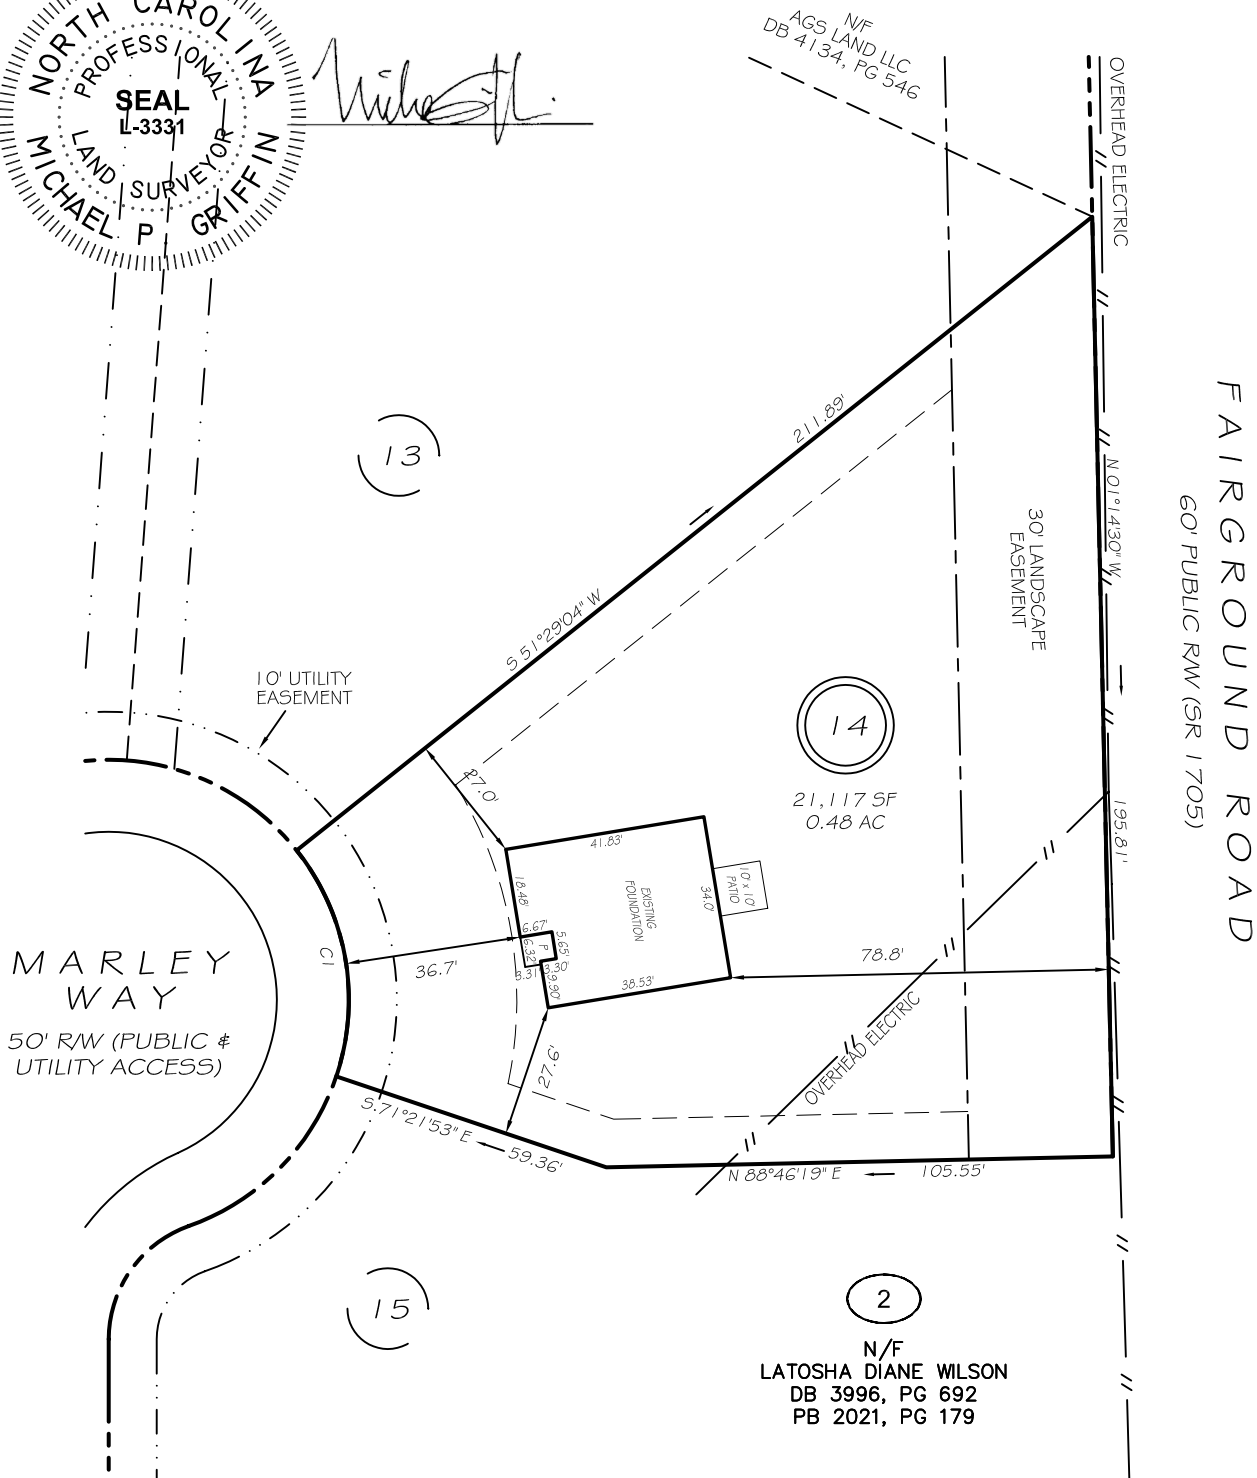 NORTH CAROLINA
PROFESSIONAL
SEAL
L-3331
LAND SURVEYOR
MICHAEL P. GRIFFIN
N/F
AGS LAND LLC
DB 4134, PG 546
OVERHEAD ELECTRIC
FAIRGROUND ROAD
60' PUBLIC R/W (SR 1705)
13
211.89'
N 01°14'30" W
30' LANDSCAPE
EASEMENT
S 51°29'04" W
10' UTILITY
EASEMENT
14
21,117 SF
0.48 AC
195.81'
27.0'
41.83'
18.48'
EXISTING
FOUNDATION
34.0'
10' x 10'
PATIO
6.67'
6.32'
P
5.65'
3.31'
3.30'
9.90'
38.53'
C1
36.7'
78.8'
MARLEY
WAY
50' R/W (PUBLIC &
UTILITY ACCESS)
OVERHEAD ELECTRIC
27.6'
S 71°21'53" E
59.36'
N 88°46'19" E
105.55'
15
2
N/F
LATOSHA DIANE WILSON
DB 3996, PG 692
PB 2021, PG 179